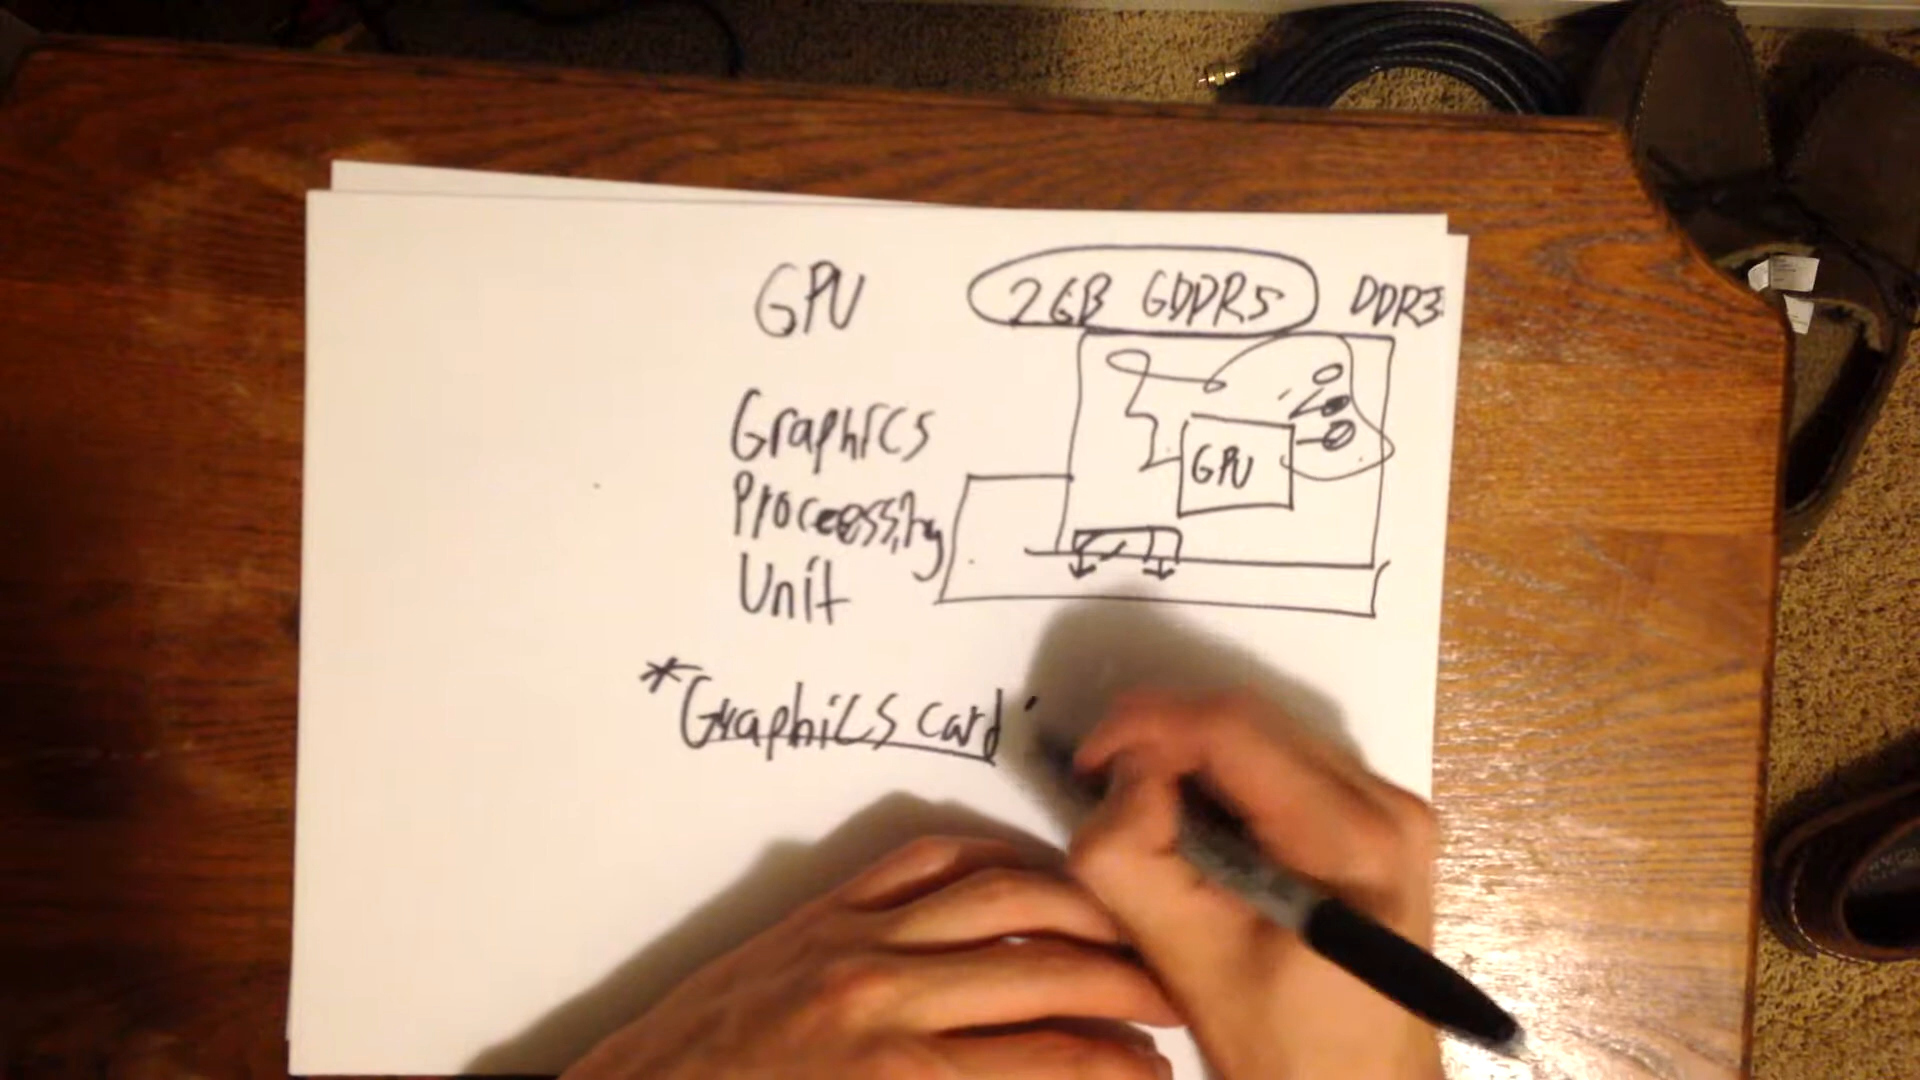 GPU 2GB GDDR5 DDR3
Graphics
Processing
Unit
GPU
*Graphics card